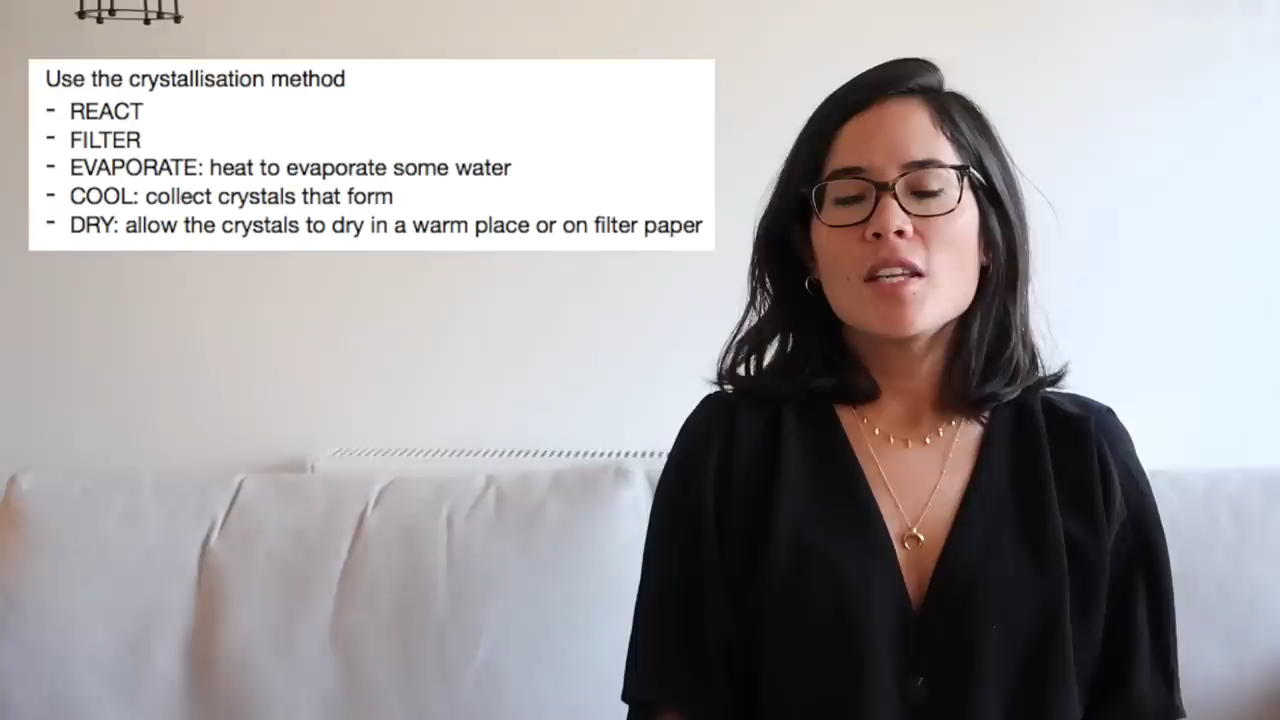 Use the crystallisation method
- REACT
- FILTER
- EVAPORATE: heat to evaporate some water
- COOL: collect crystals that form
- DRY: allow the crystals to dry in a warm place or on filter paper